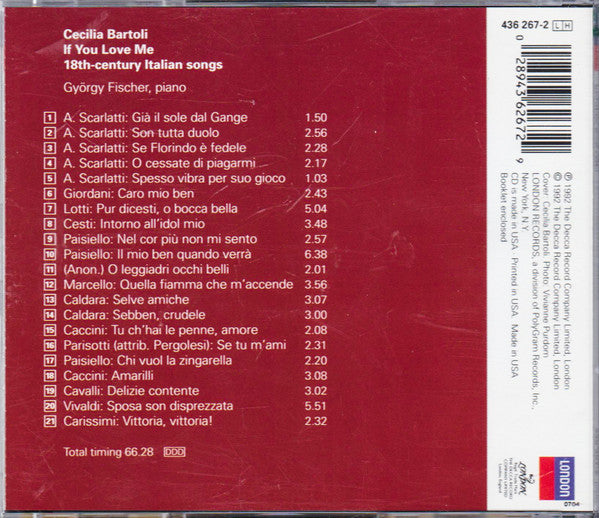 Cecilia Bartoli
If You Love Me
18th-century Italian songs
György Fischer, piano
1 A. Scarlatti: Già il sole dal Gange 1.50
2 A. Scarlatti: Son tutta duolo 2.56
3 A. Scarlatti: Se Florindo è fedele 2.28
4 A. Scarlatti: O cessate di piagarmi 2.17
5 A. Scarlatti: Spesso vibra per suo gioco 1.03
6 Giordani: Caro mio ben 2.43
7 Lotti: Pur dicesti, o bocca bella 5.04
8 Cesti: Intorno all'idol mio 3.48
9 Paisiello: Nel cor più non mi sento 2.57
10 Paisiello: Il mio ben quando verrà 6.38
11 (Anon.) O leggiadri occhi belli 2.01
12 Marcello: Quella fiamma che m'accende 3.56
13 Caldara: Selve amiche 3.07
14 Caldara: Sebben, crudele 3.00
15 Caccini: Tu ch'hai le penne, amore 2.08
16 Parisotti (attrib. Pergolesi): Se tu m'ami 2.31
17 Paisiello: Chi vuol la zingarella 2.20
18 Caccini: Amarilli 3.08
19 Cavalli: Delizie contente 3.02
20 Vivaldi: Sposa son disprezzata 5.51
21 Carissimi: Vittoria, vittoria! 2.32
Total timing 66.28 DDD
436 267-2 L H
0 28943 62672 9
℗ 1992 The Decca Record Company Limited, London
© 1992 The Decca Record Company Limited, London
Cover: Cecilia Bartoli. Photo: Vivianne Purdom
LONDON RECORDS, a division of PolyGram Records, Inc.,
New York, N.Y.
CD is made in USA Printed in USA Made in USA
Booklet enclosed
LONDON
LONDON
0704